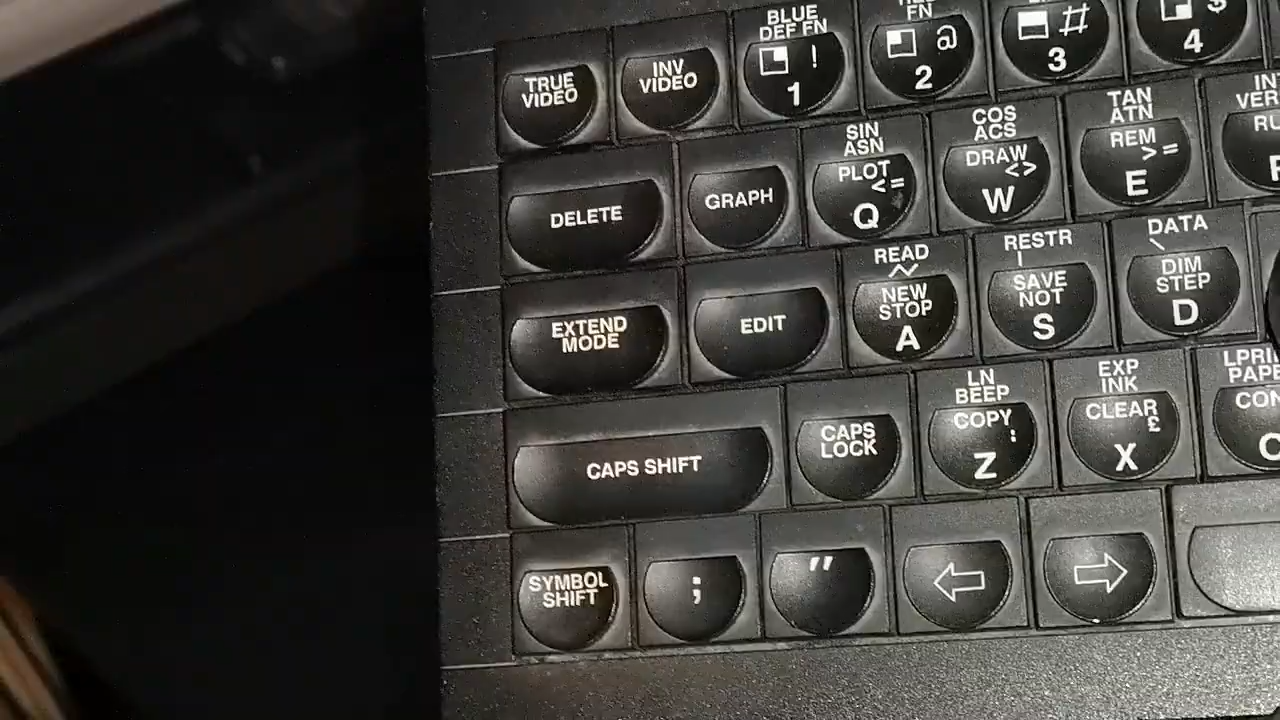 BLUE
DEF FN
FN
TRUE
VIDEO
INV
VIDEO
!
1
@
2
#
3
$
4
DELETE
GRAPH
SIN
ASN
PLOT
<=
Q
COS
ACS
DRAW
<>
W
TAN
ATN
REM
>=
E
EXTEND
MODE
EDIT
READ
NEW
STOP
A
RESTR
|
SAVE
NOT
S
DATA
\
DIM
STEP
D
CAPS SHIFT
CAPS
LOCK
LN
BEEP
COPY
:
Z
EXP
INK
CLEAR
£
X
C
SYMBOL
SHIFT
;
"
⇦
⇨